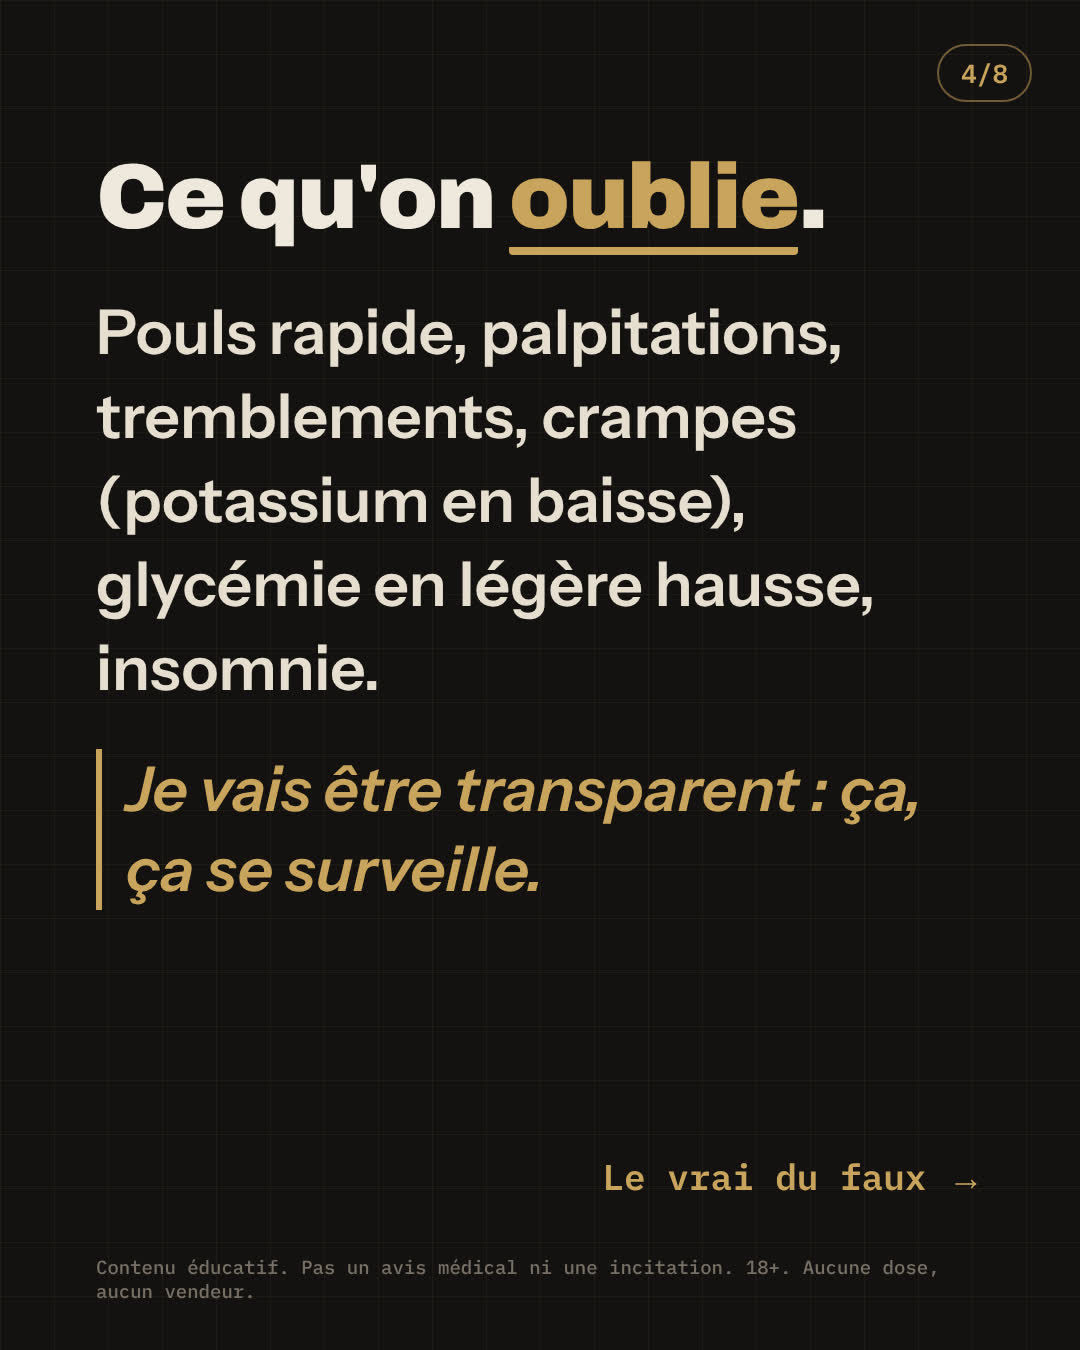 4/8
Ce qu'on oublie.
Pouls rapide, palpitations,
tremblements, crampes
(potassium en baisse),
glycémie en légère hausse,
insomnie.
Je vais être transparent : ça,
ça se surveille.
Le vrai du faux →
Contenu éducatif. Pas un avis médical ni une incitation. 18+. Aucune dose,
aucun vendeur.